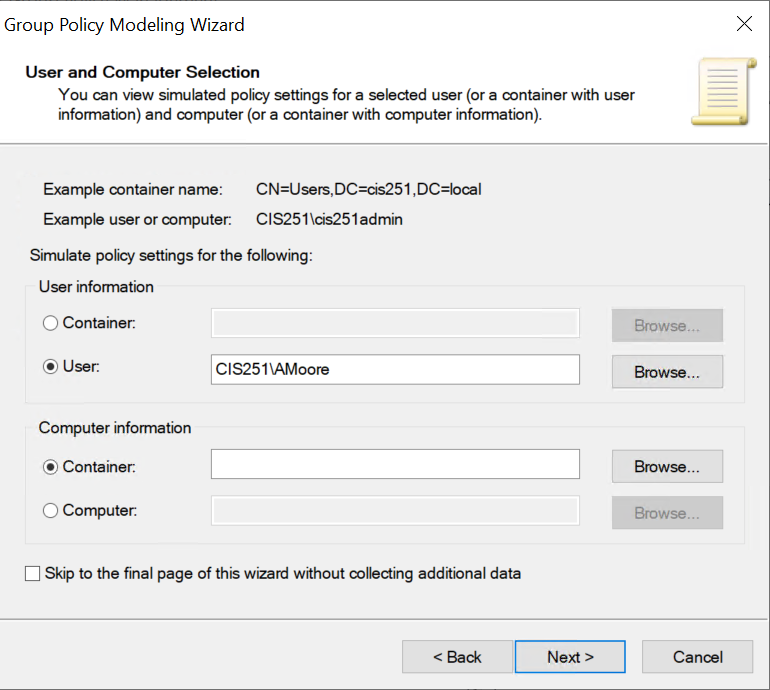 Group Policy Modeling Wizard
User and Computer Selection
You can view simulated policy settings for a selected user (or a container with user
information) and computer (or a container with computer information).
Example container name: CN=Users,DC=cis251,DC=local
Example user or computer: CIS251\cis251admin
Simulate policy settings for the following:
User information
Container: Browse...
User: CIS251\AMoore Browse...
Computer information
Container: Browse...
Computer: Browse...
Skip to the final page of this wizard without collecting additional data
< Back Next > Cancel